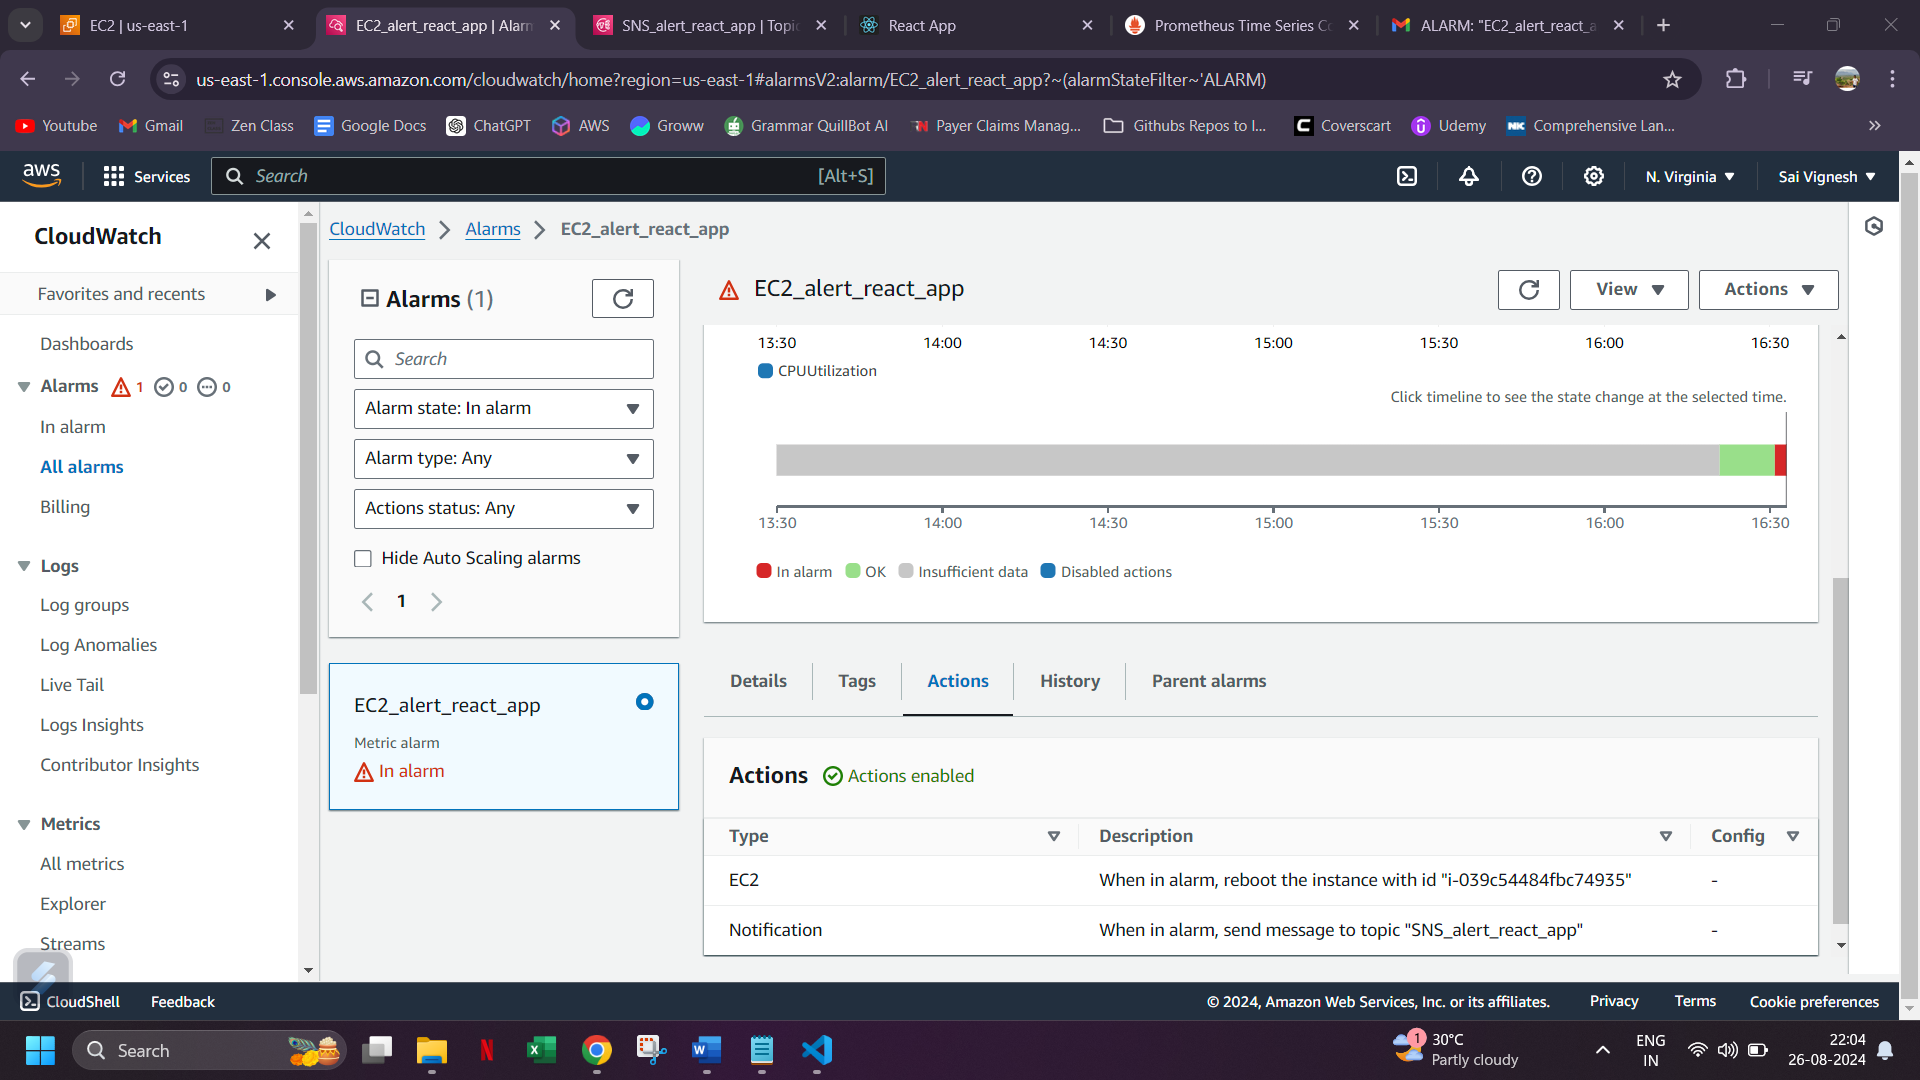 EC2 | us-east-1
EC2_alert_react_app | Alarm
SNS_alert_react_app | Topic
React App
Prometheus Time Series Co
ALARM: "EC2_alert_react_a
us-east-1.console.aws.amazon.com/cloudwatch/home?region=us-east-1#alarmsV2:alarm/EC2_alert_react_app?~(alarmStateFilter~'ALARM)
Youtube
Gmail
Zen Class
Google Docs
ChatGPT
AWS
Groww
Grammar QuillBot AI
Payer Claims Manag...
Githubs Repos to l...
Coverscart
Udemy
Comprehensive Lan...
aws
Services
Search
[Alt+S]
N. Virginia
Sai Vignesh
CloudWatch
Favorites and recents
Dashboards
Alarms 1 0 0
In alarm
All alarms
Billing
Logs
Log groups
Log Anomalies
Live Tail
Logs Insights
Contributor Insights
Metrics
All metrics
Explorer
Streams
CloudWatch
Alarms
EC2_alert_react_app
Alarms (1)
Search
Alarm state: In alarm
Alarm type: Any
Actions status: Any
Hide Auto Scaling alarms
1
EC2_alert_react_app
Metric alarm
In alarm
EC2_alert_react_app
View
Actions
13:30 14:00 14:30 15:00 15:30 16:00 16:30
CPUUtilization
Click timeline to see the state change at the selected time.
13:30 14:00 14:30 15:00 15:30 16:00 16:30
In alarm OK Insufficient data Disabled actions
Details
Tags
Actions
History
Parent alarms
Actions Actions enabled
Type Description Config
EC2 When in alarm, reboot the instance with id "i-039c54484fbc74935" -
Notification When in alarm, send message to topic "SNS_alert_react_app" -
CloudShell
Feedback
© 2024, Amazon Web Services, Inc. or its affiliates.
Privacy
Terms
Cookie preferences
Search
1
30°C
Partly cloudy
ENG
IN
22:04
26-08-2024